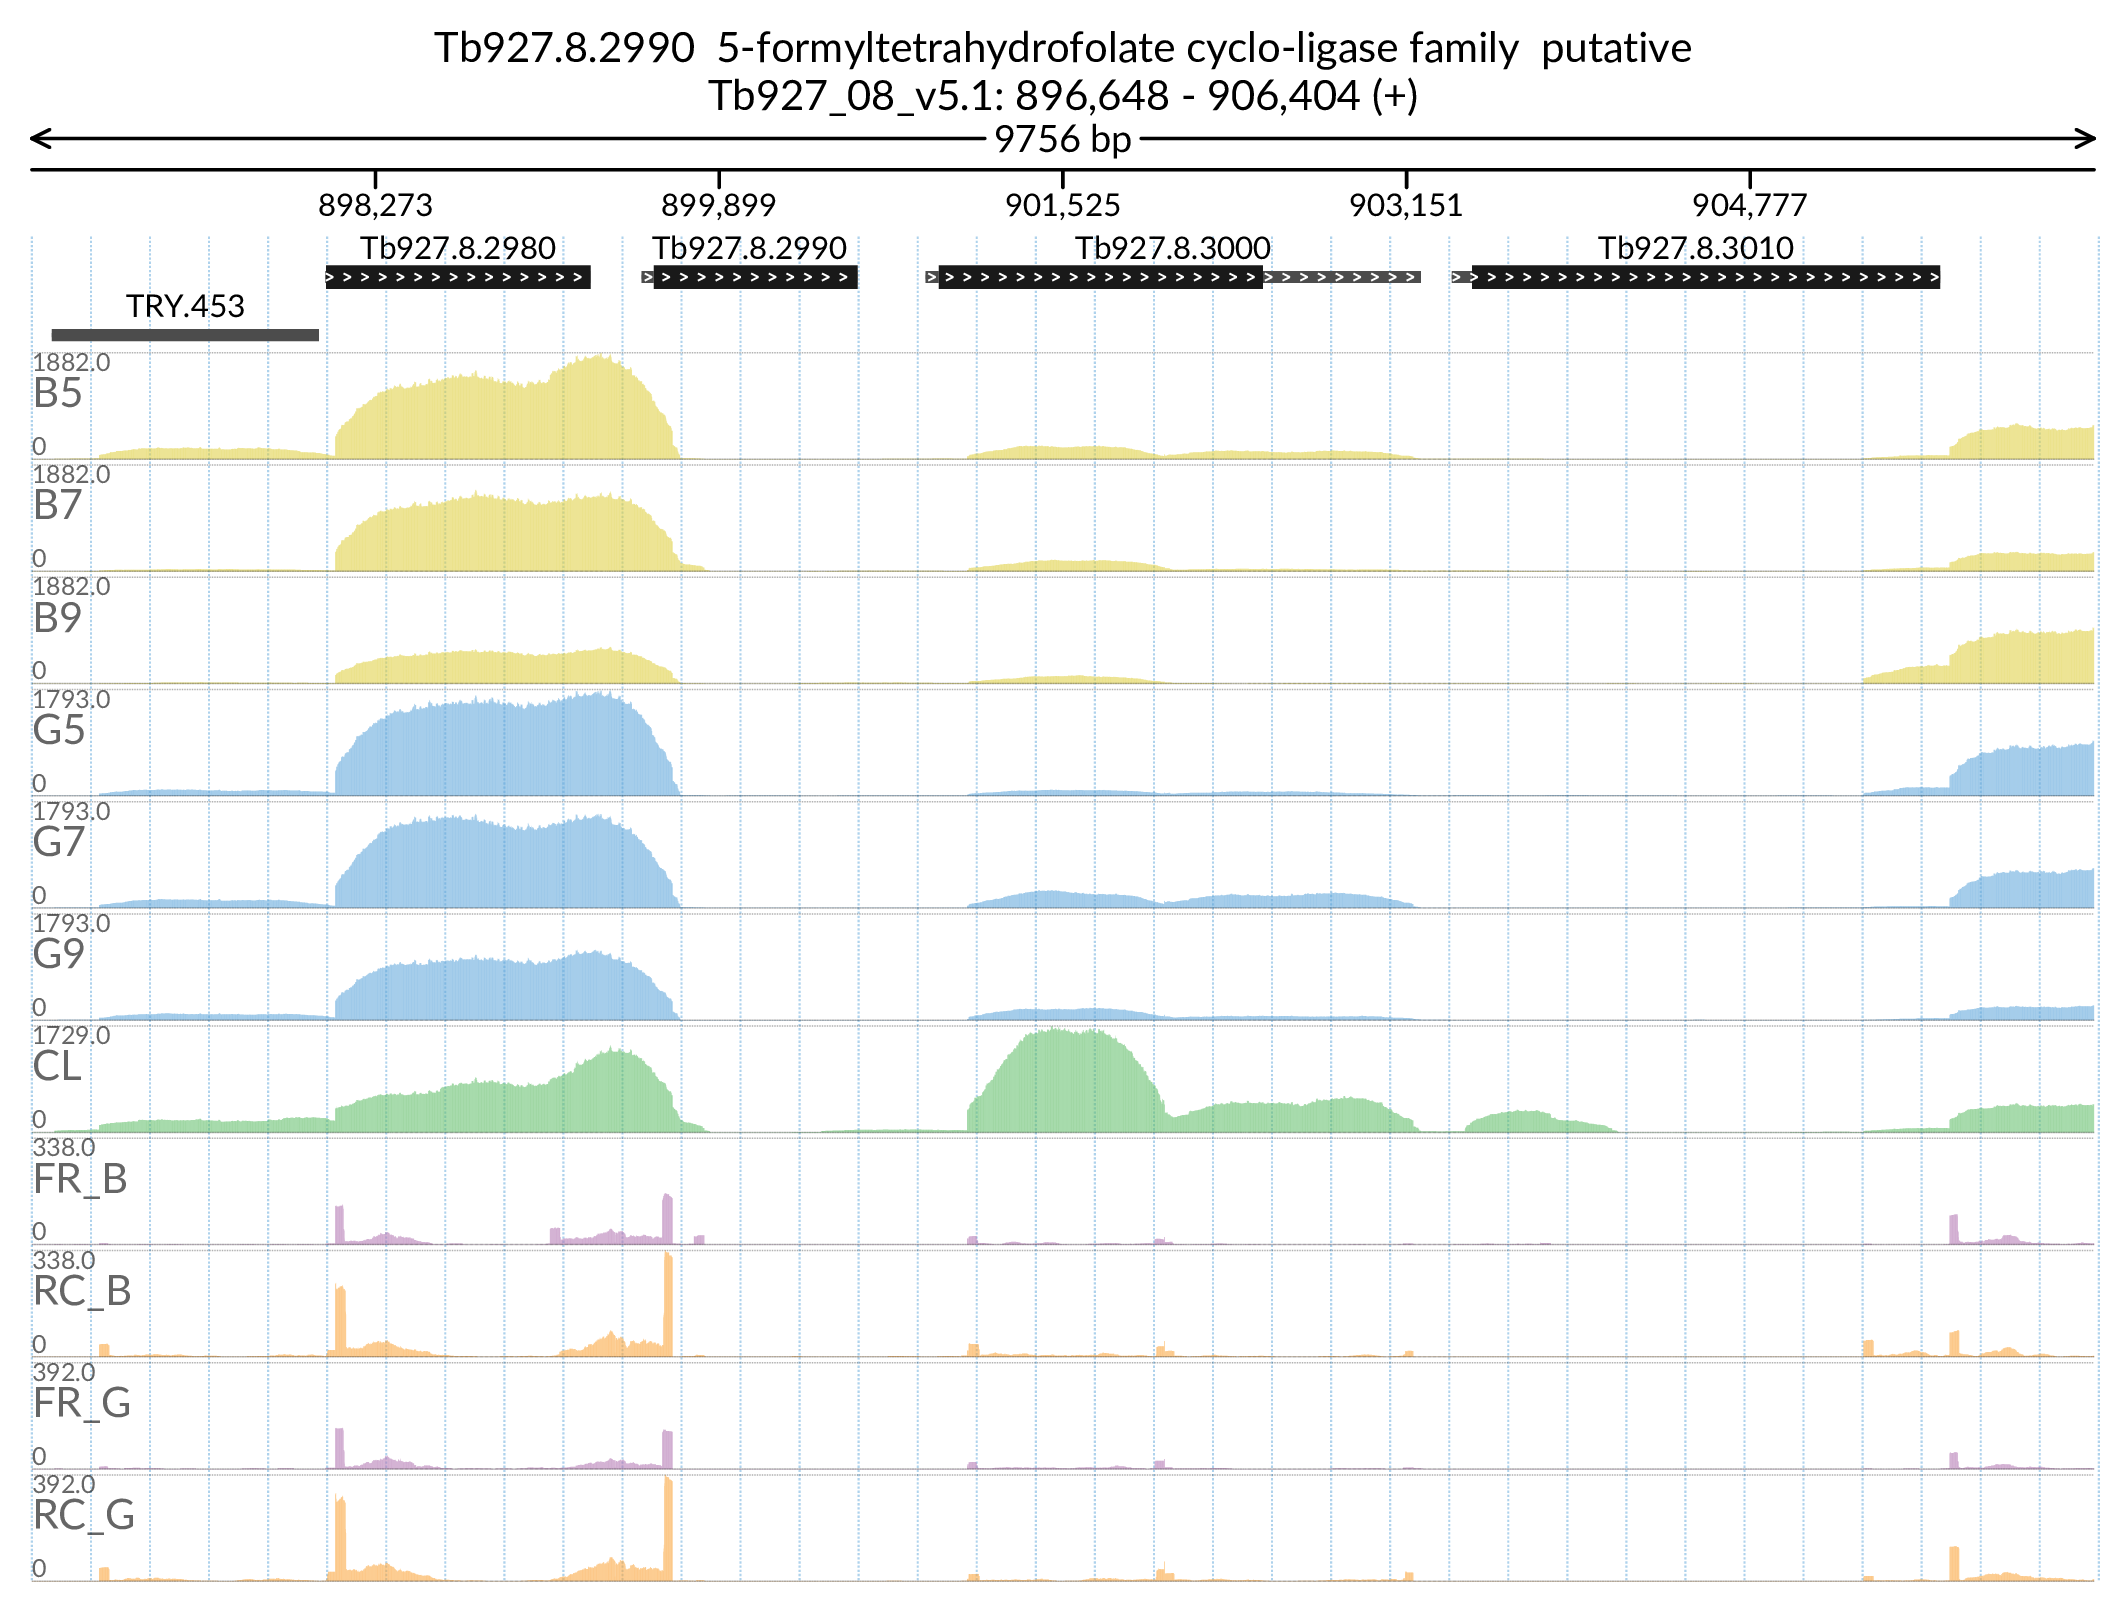 Tb927.8.2990  5-formyltetrahydrofolate cyclo-ligase family  putative
Tb927_08_v5.1: 896,648 - 906,404 (+)
9756 bp
898,273 899,899 901,525 903,151 904,777
Tb927.8.2980 Tb927.8.2990 Tb927.8.3000 Tb927.8.3010
TRY.453
1882.0
B5
0
1882.0
B7
0
1882.0
B9
0
1793.0
G5
0
1793.0
G7
0
1793.0
G9
0
1729.0
CL
0
338.0
FR_B
0
338.0
RC_B
0
392.0
FR_G
0
392.0
RC_G
0